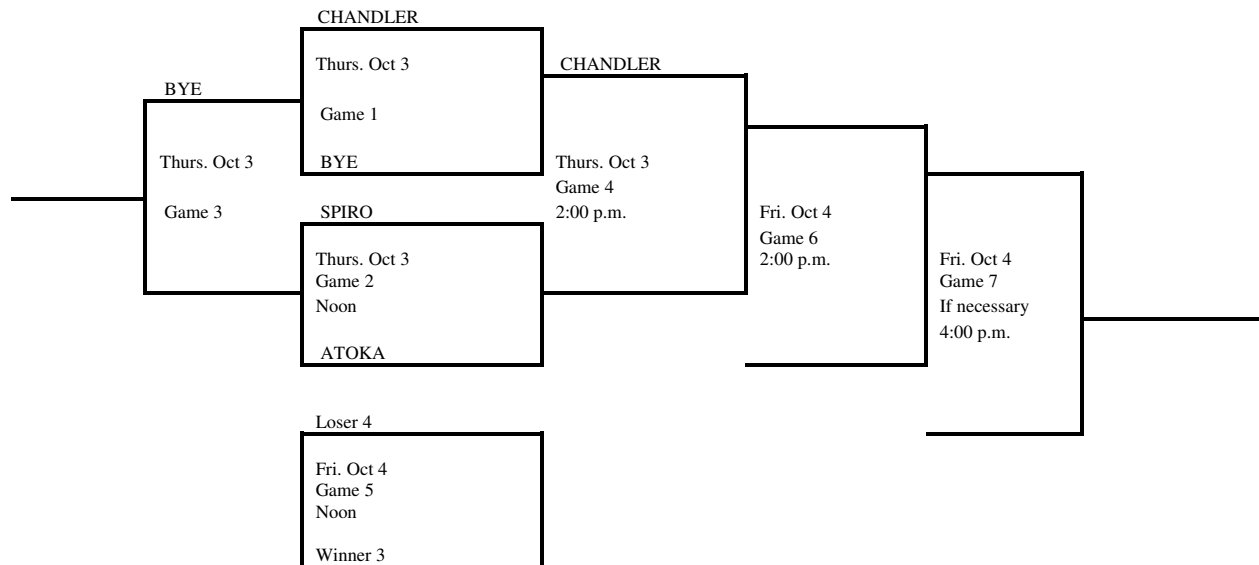 CHANDLER
Thurs. Oct 3
CHANDLER
BYE
Game 1
Thurs. Oct 3
BYE
Thurs. Oct 3
Game 4
2:00 p.m.
Game 3
SPIRO
Fri. Oct 4
Game 6
2:00 p.m.
Thurs. Oct 3
Game 2
Noon
Fri. Oct 4
Game 7
If necessary
4:00 p.m.
ATOKA
Loser 4
Fri. Oct 4
Game 5
Noon
Winner 3